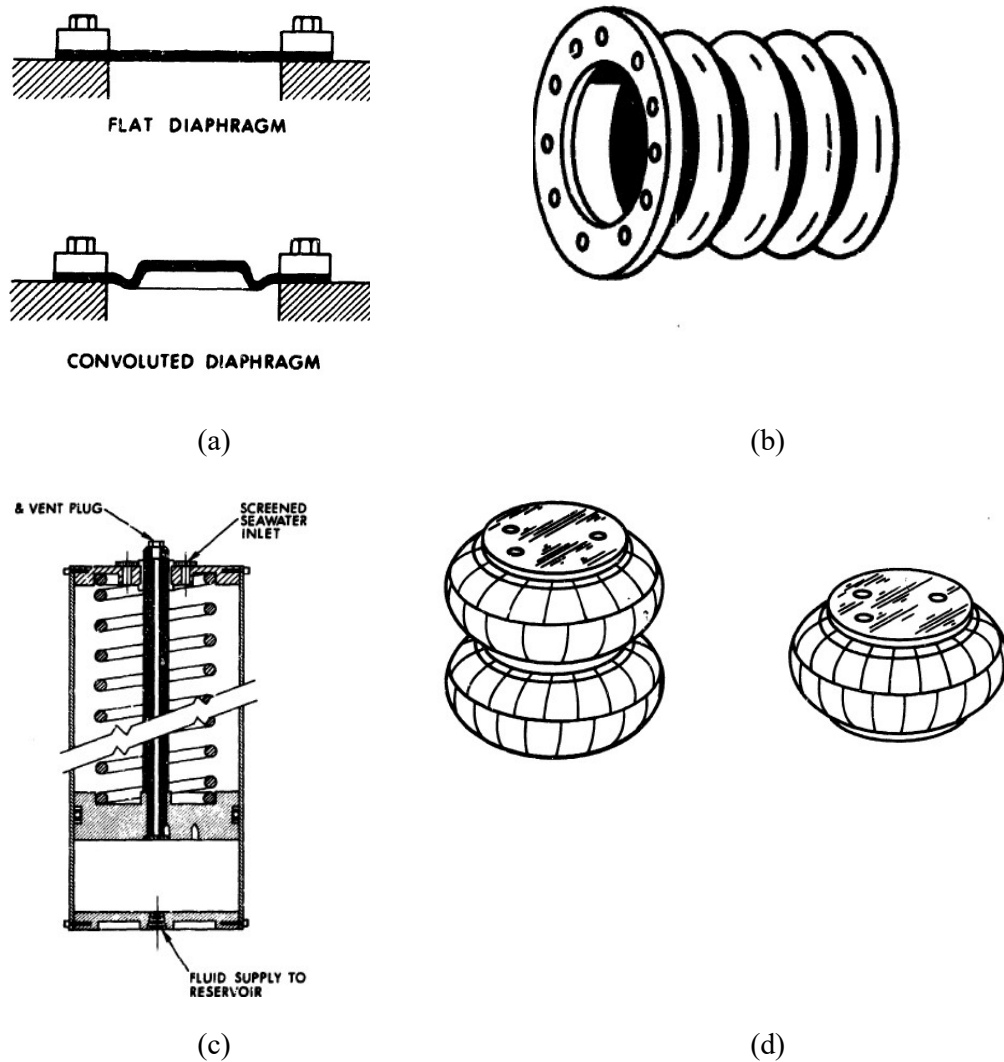 FLAT DIAPHRAGM
CONVOLUTED DIAPHRAGM
(a)
(b)
& VENT PLUG
SCREENED
SEAWATER
INLET
FLUID SUPPLY TO
RESERVOIR
(c)
(d)